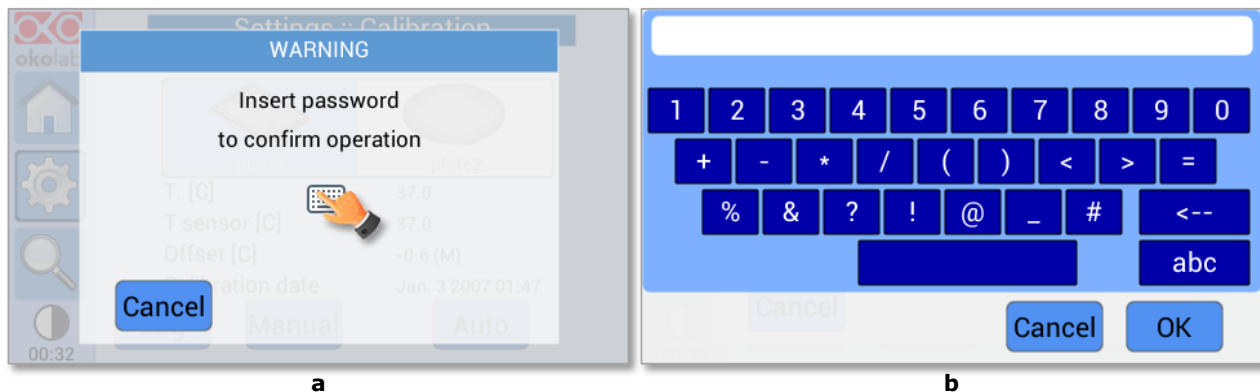 Settings :: Calibration
okolab
WARNING
Insert password
to confirm operation
plate2
T. [C] 37.0
T sensor [C] 37.0
Offset [C] -0.6 (M)
Calibration date Jan. 3 2007 01:47
Cancel
Manual
Auto
00:32
a
1 2 3 4 5 6 7 8 9 0
+ - * / ( ) < > =
% & ? ! @ _ # <--
abc
Cancel
Cancel OK
b